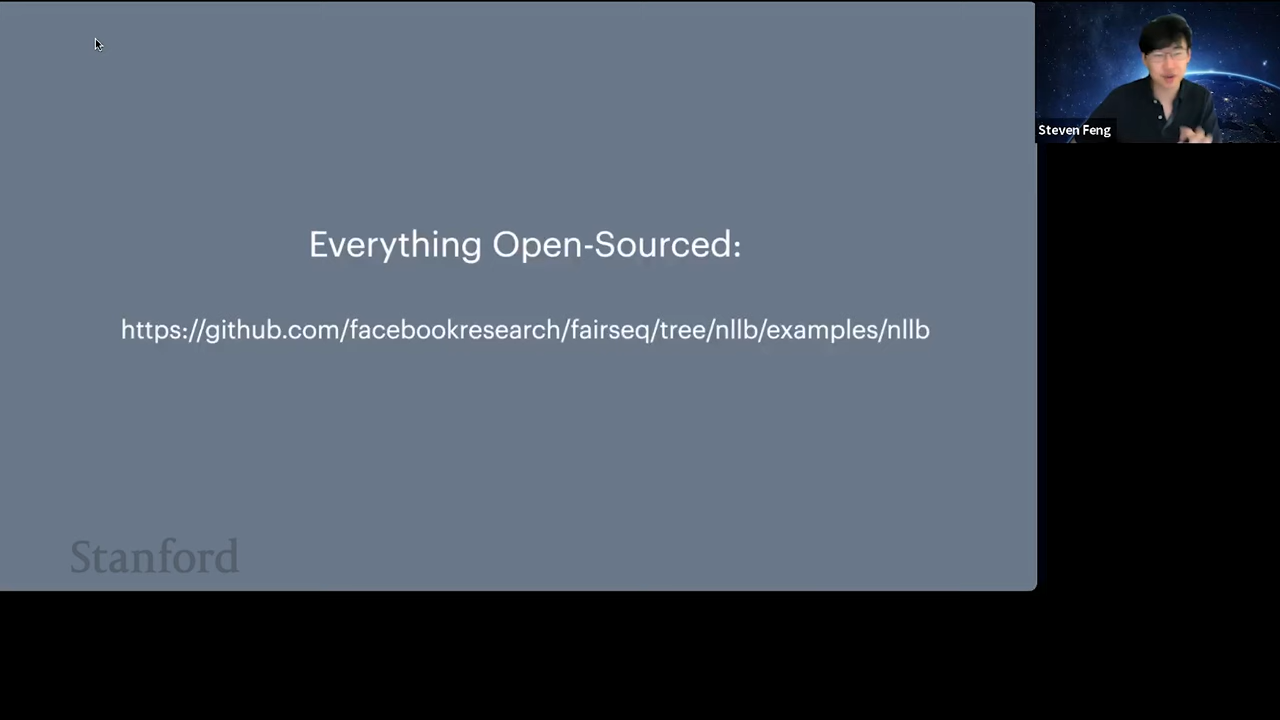 Everything Open-Sourced:
https://github.com/facebookresearch/fairseq/tree/nllb/examples/nllb
Stanford
Steven Feng